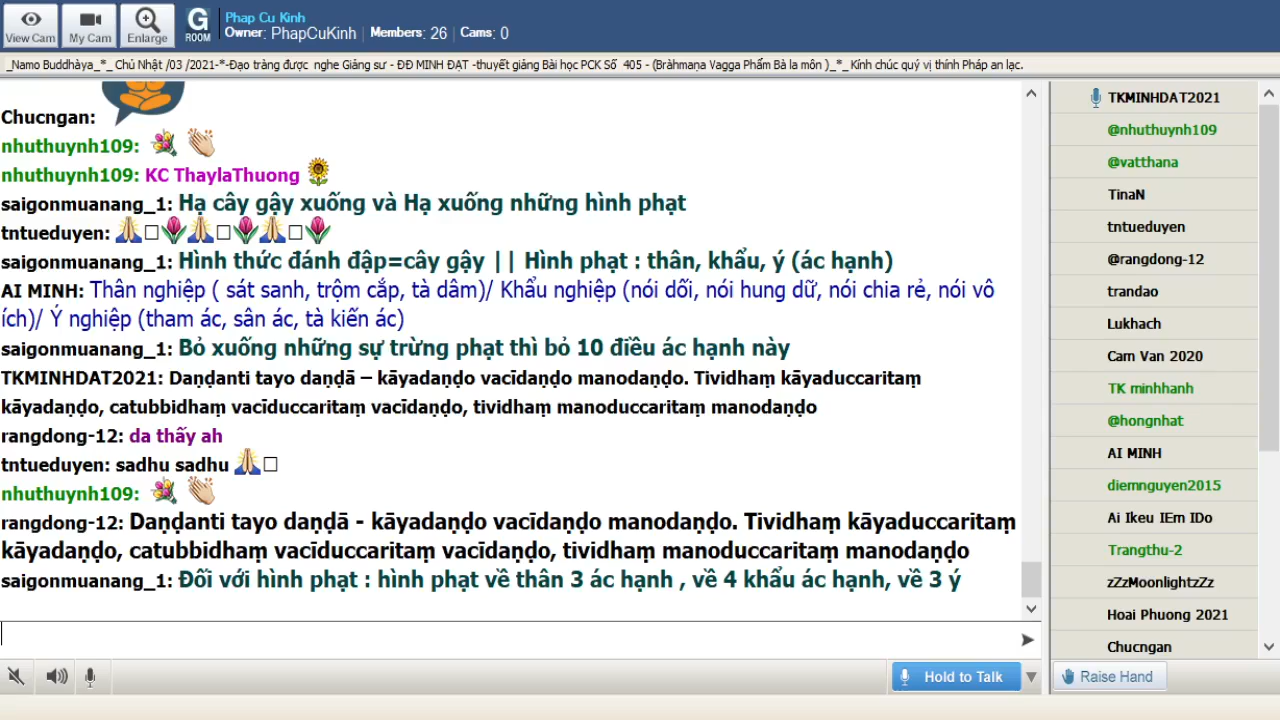 View Cam
My Cam
Enlarge
G
ROOM
Phap Cu Kinh
Owner: PhapCuKinh | Members: 26 | Cams: 0
_Namo Buddhàya_*_ Chủ Nhật /03 /2021-*-Đạo tràng được nghe Giảng sư - ĐĐ MINH ĐẠT -thuyết giảng Bài học PCK Số 405 - (Bràhmaṇa Vagga Phẩm Bà la môn )_*_ Kính chúc quý vị thính Pháp an lạc.
Chucngan:
nhuthuynh109:
nhuthuynh109: KC ThaylaThuong
saigonmuanang_1: Hạ cây gậy xuống và Hạ xuống những hình phạt
tntueduyen:
saigonmuanang_1: Hình thức đánh đập=cây gậy || Hình phạt : thân, khẩu, ý (ác hạnh)
AI MINH: Thân nghiệp ( sát sanh, trộm cắp, tà dâm)/ Khẩu nghiệp (nói dối, nói hung dữ, nói chia rẻ, nói vô
ích)/ Ý nghiệp (tham ác, sân ác, tà kiến ác)
saigonmuanang_1: Bỏ xuống những sự trừng phạt thì bỏ 10 điều ác hạnh này
TKMINHDAT2021: Daṇḍanti tayo daṇḍā – kāyadaṇḍo vacīdaṇḍo manodaṇḍo. Tividhaṃ kāyaduccaritaṃ
kāyadaṇḍo, catubbidhaṃ vacīduccaritaṃ vacīdaṇḍo, tividhaṃ manoduccaritaṃ manodaṇḍo
rangdong-12: da thấy ah
tntueduyen: sadhu sadhu
nhuthuynh109:
rangdong-12: Daṇḍanti tayo daṇḍā - kāyadaṇḍo vacīdaṇḍo manodaṇḍo. Tividhaṃ kāyaduccaritaṃ
kāyadaṇḍo, catubbidhaṃ vacīduccaritaṃ vacīdaṇḍo, tividhaṃ manoduccaritaṃ manodaṇḍo
saigonmuanang_1: Đối với hình phạt : hình phạt về thân 3 ác hạnh , về 4 khẩu ác hạnh, về 3 ý
Hold to Talk
TKMINHDAT2021
@nhuthuynh109
@vatthana
TinaN
tntueduyen
@rangdong-12
trandao
Lukhach
Cam Van 2020
TK minhhanh
@hongnhat
AI MINH
diemnguyen2015
Ai Ikeu IEm IDo
Trangthu-2
zZzMoonlightzZz
Hoai Phuong 2021
Chucngan
Raise Hand